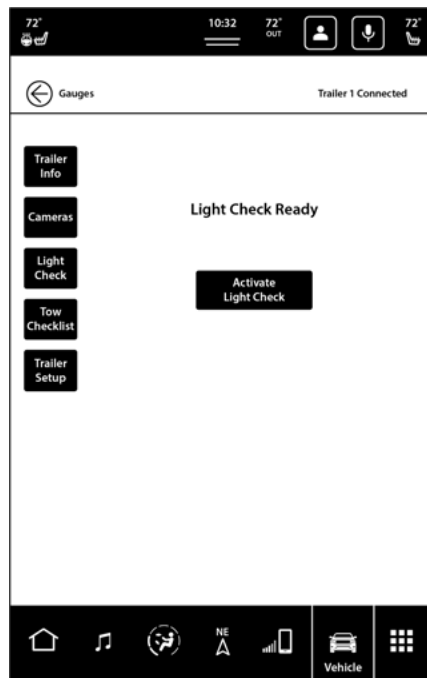 72°
10:32
72°
OUT
72°
Gauges
Trailer 1 Connected
Trailer
Info
Cameras
Light
Check
Tow
Checklist
Trailer
Setup
Light Check Ready
Activate
Light Check
NE
Vehicle